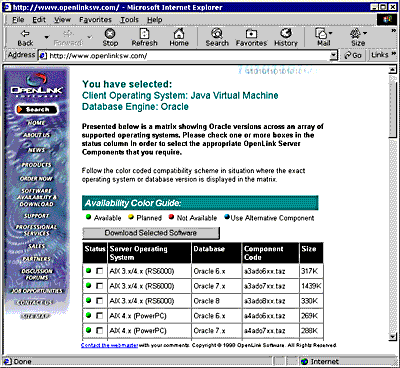 http://www.openlinksw.com/ - Microsoft Internet Explorer
File Edit View Favorites Tools Help
Back Forward Stop Refresh Home Search Favorites History Mail Size
Address http://www.openlinksw.com/ Go Links »
OPENLINK
SOFTWARE
Search
HOME
ABOUT US
NEWS
PRODUCTS
ORDER NOW
SOFTWARE
AVAILABILITY &
DOWNLOAD
SUPPORT
PROFESSIONAL
SERVICES
SALES
PARTNERS
DISCUSSION
FORUMS
JOB OPPORTUNITIES
CONTACT US
SITEMAP
You have selected:
Client Operating System: Java Virtual Machine
Database Engine: Oracle
Presented below is a matrix showing Oracle versions across an array of
supported operating systems. Please check one or more boxes in the
status column in order to select the appropriate OpenLink Server
Components that you require.
Follow the color coded compatibility scheme in situation where the exact
operating system or database version is displayed in the matrix.
Availability Color Guide:
Available Planned Not Available Use Alternative Component
Download Selected Software
Status Server Operating System Database Component Code Size
AIX 3.x/4.x (RS6000) Oracle 6.x a3ado6xx.taz 317K
AIX 3.x/4.x (RS6000) Oracle 7.x a3ado7xx.taz 1439K
AIX 3.x/4.x (RS6000) Oracle 8 a3ado8xx.taz 330K
AIX 4.x (PowerPC) Oracle 6.x a4ado6xx.taz 269K
AIX 4.x (PowerPC) Oracle 7.x a4ado7xx.taz 288K
Contact the webmaster with your comments. Copyright © 1998 OpenLink Software. All Rights Reserved.
Done Internet